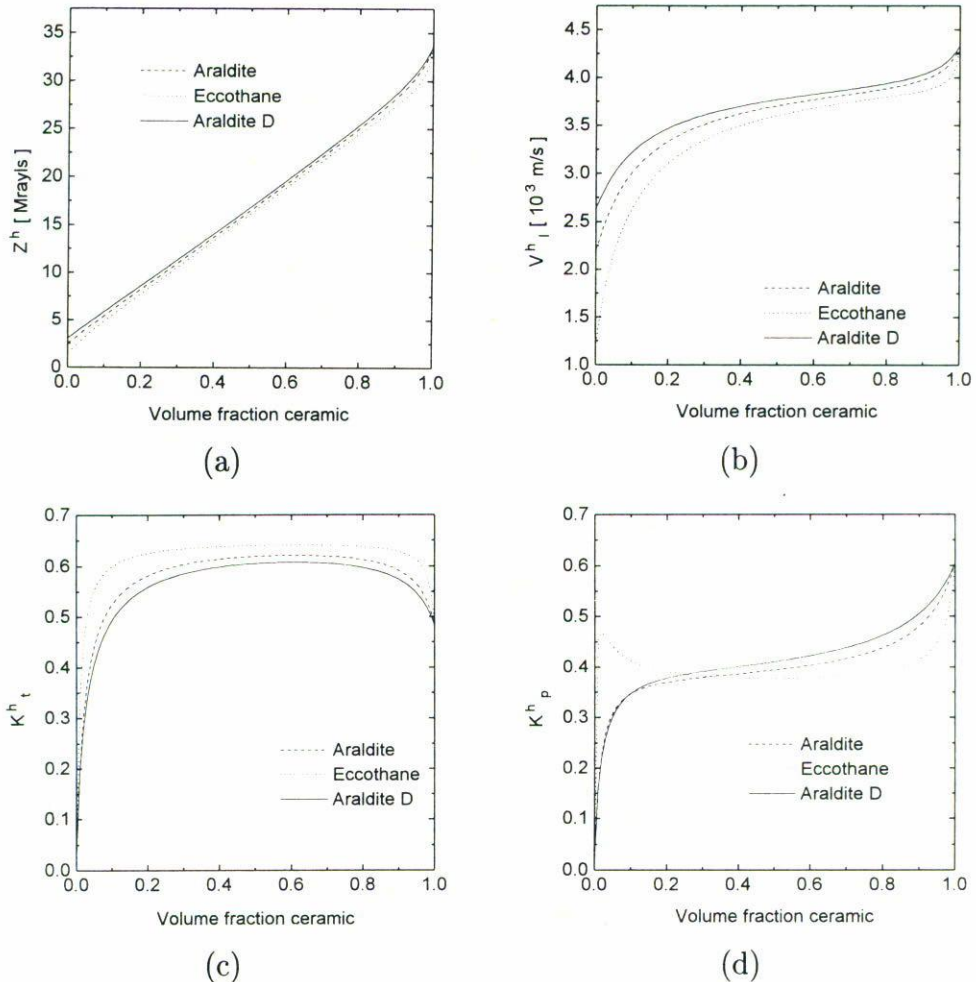 Z^h [ Mrayls ]
35
30
25
20
15
10
5
0
0.0 0.2 0.4 0.6 0.8 1.0
Volume fraction ceramic
Araldite
Eccothane
Araldite D
(a)
V^h_l [ 10^3 m/s ]
4.5
4.0
3.5
3.0
2.5
2.0
1.5
1.0
0.0 0.2 0.4 0.6 0.8 1.0
Volume fraction ceramic
Araldite
Eccothane
Araldite D
(b)
K^h_t
0.7
0.6
0.5
0.4
0.3
0.2
0.1
0.0
0.0 0.2 0.4 0.6 0.8 1.0
Volume fraction ceramic
Araldite
Eccothane
Araldite D
(c)
K^h_p
0.7
0.6
0.5
0.4
0.3
0.2
0.1
0.0
0.0 0.2 0.4 0.6 0.8 1.0
Volume fraction ceramic
Araldite
Eccothane
Araldite D
(d)